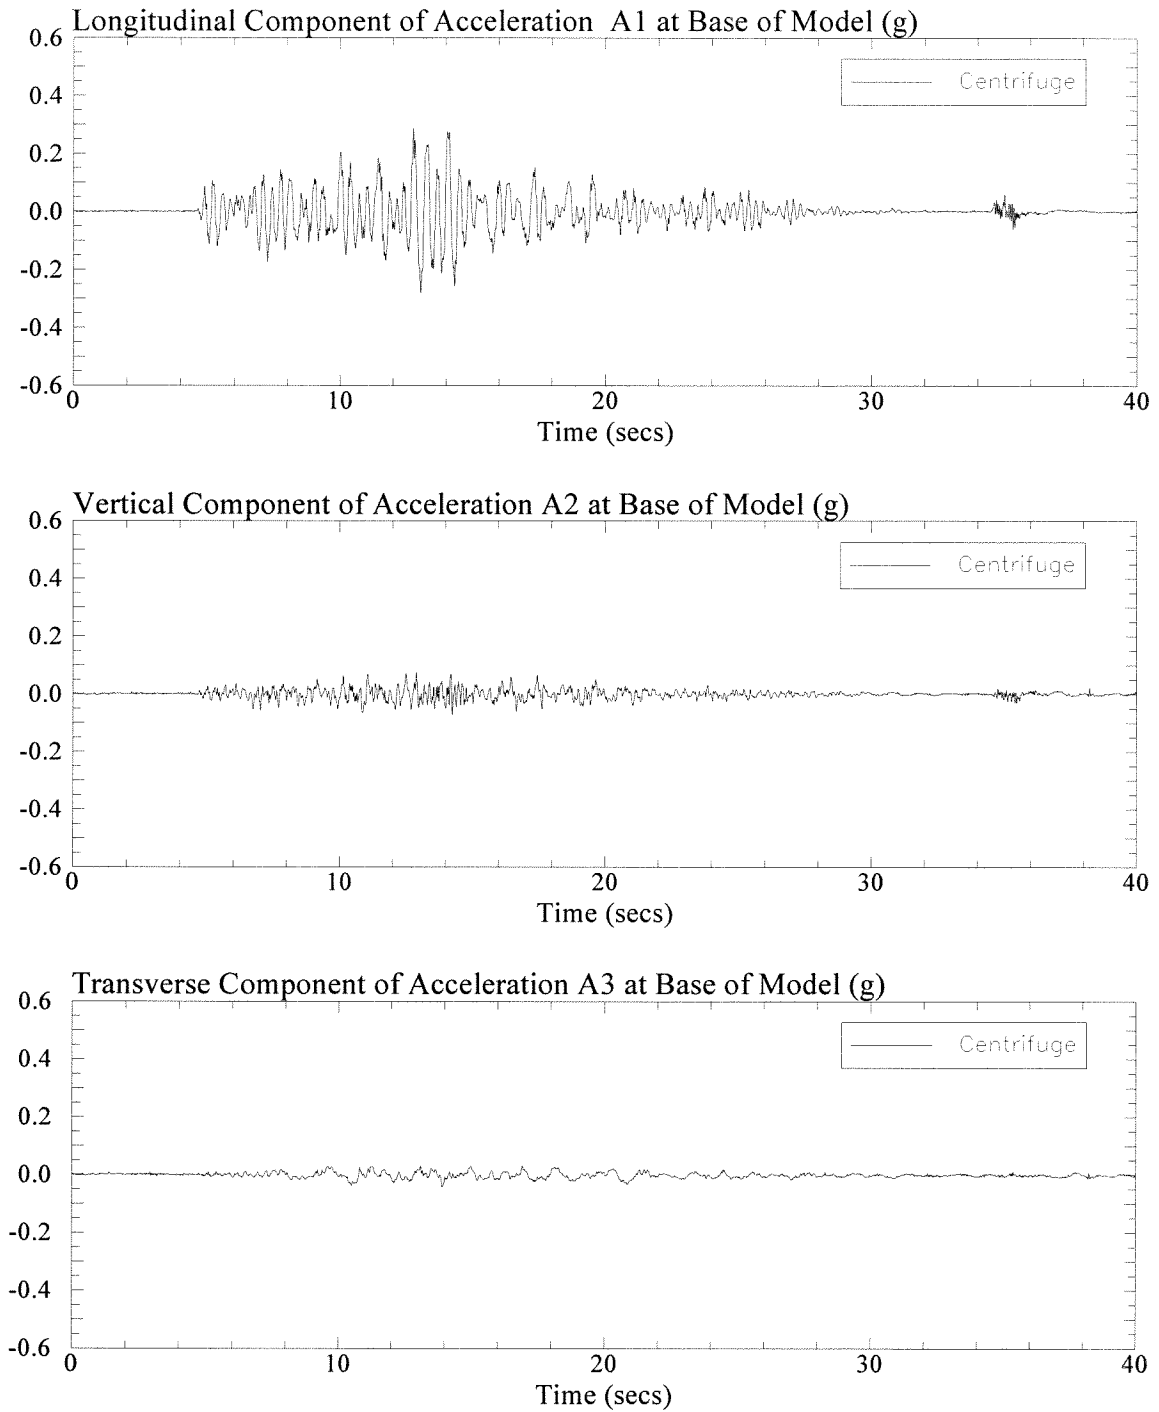 Longitudinal Component of Acceleration A1 at Base of Model (g)
0.6
Centrifuge
0.4
0.2
0.0
-0.2
-0.4
-0.6
0 10 20 30 40
Time (secs)
Vertical Component of Acceleration A2 at Base of Model (g)
0.6
Centrifuge
0.4
0.2
0.0
-0.2
-0.4
-0.6
0 10 20 30 40
Time (secs)
Transverse Component of Acceleration A3 at Base of Model (g)
0.6
Centrifuge
0.4
0.2
0.0
-0.2
-0.4
-0.6
0 10 20 30 40
Time (secs)